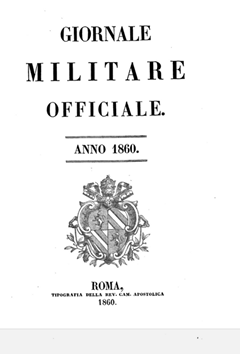 GIORNALE
MILITARE
OFFICIALE.
ANNO 1860.
ROMA,
TIPOGRAFIA DELLA REV. CAM. APOSTOLICA
1860.